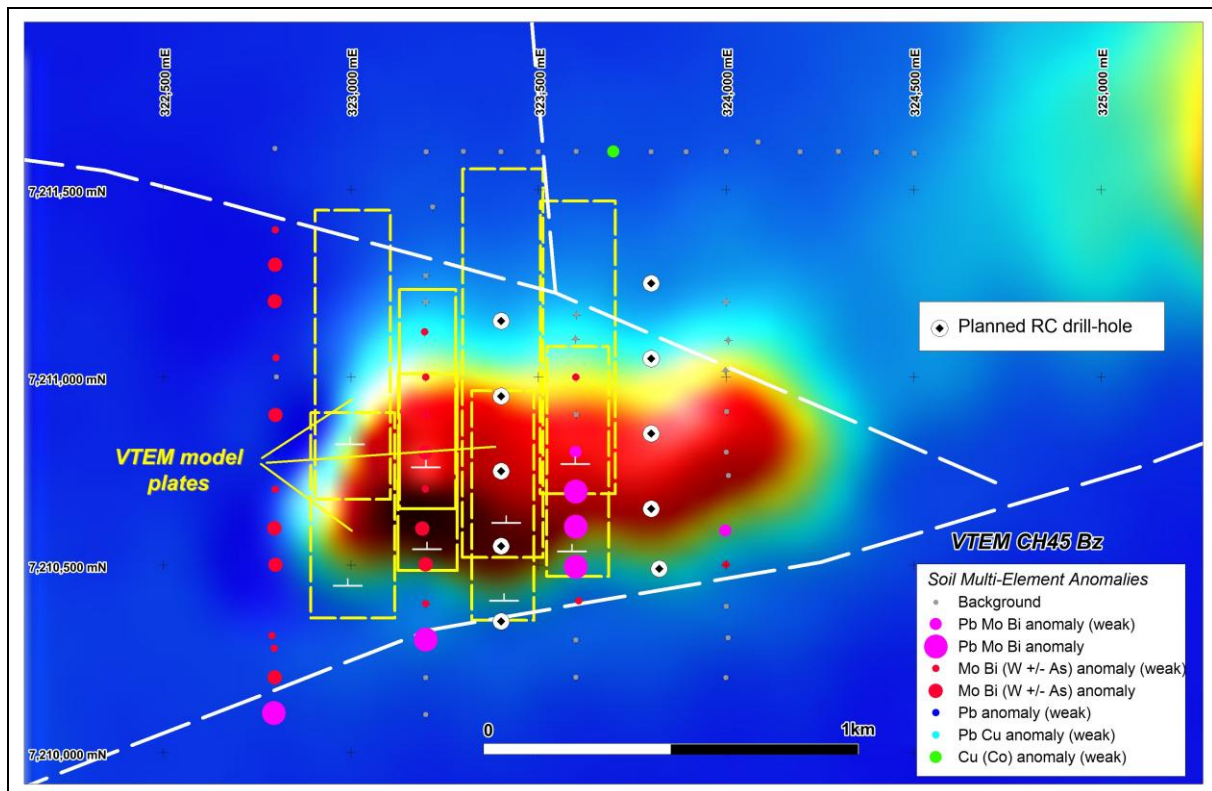 322,500 mE
323,000 mE
323,500 mE
324,000 mE
324,500 mE
325,000 mE
7,211,500 mN
Planned RC drill-hole
7,211,000 mN
VTEM model
plates
7,210,500 mN
VTEM CH45 Bz
Soil Multi-Element Anomalies
Background
Pb Mo Bi anomaly (weak)
Pb Mo Bi anomaly
Mo Bi (W +/- As) anomaly (weak)
Mo Bi (W +/- As) anomaly
Pb anomaly (weak)
Pb Cu anomaly (weak)
Cu (Co) anomaly (weak)
0
1km
7,210,000 mN